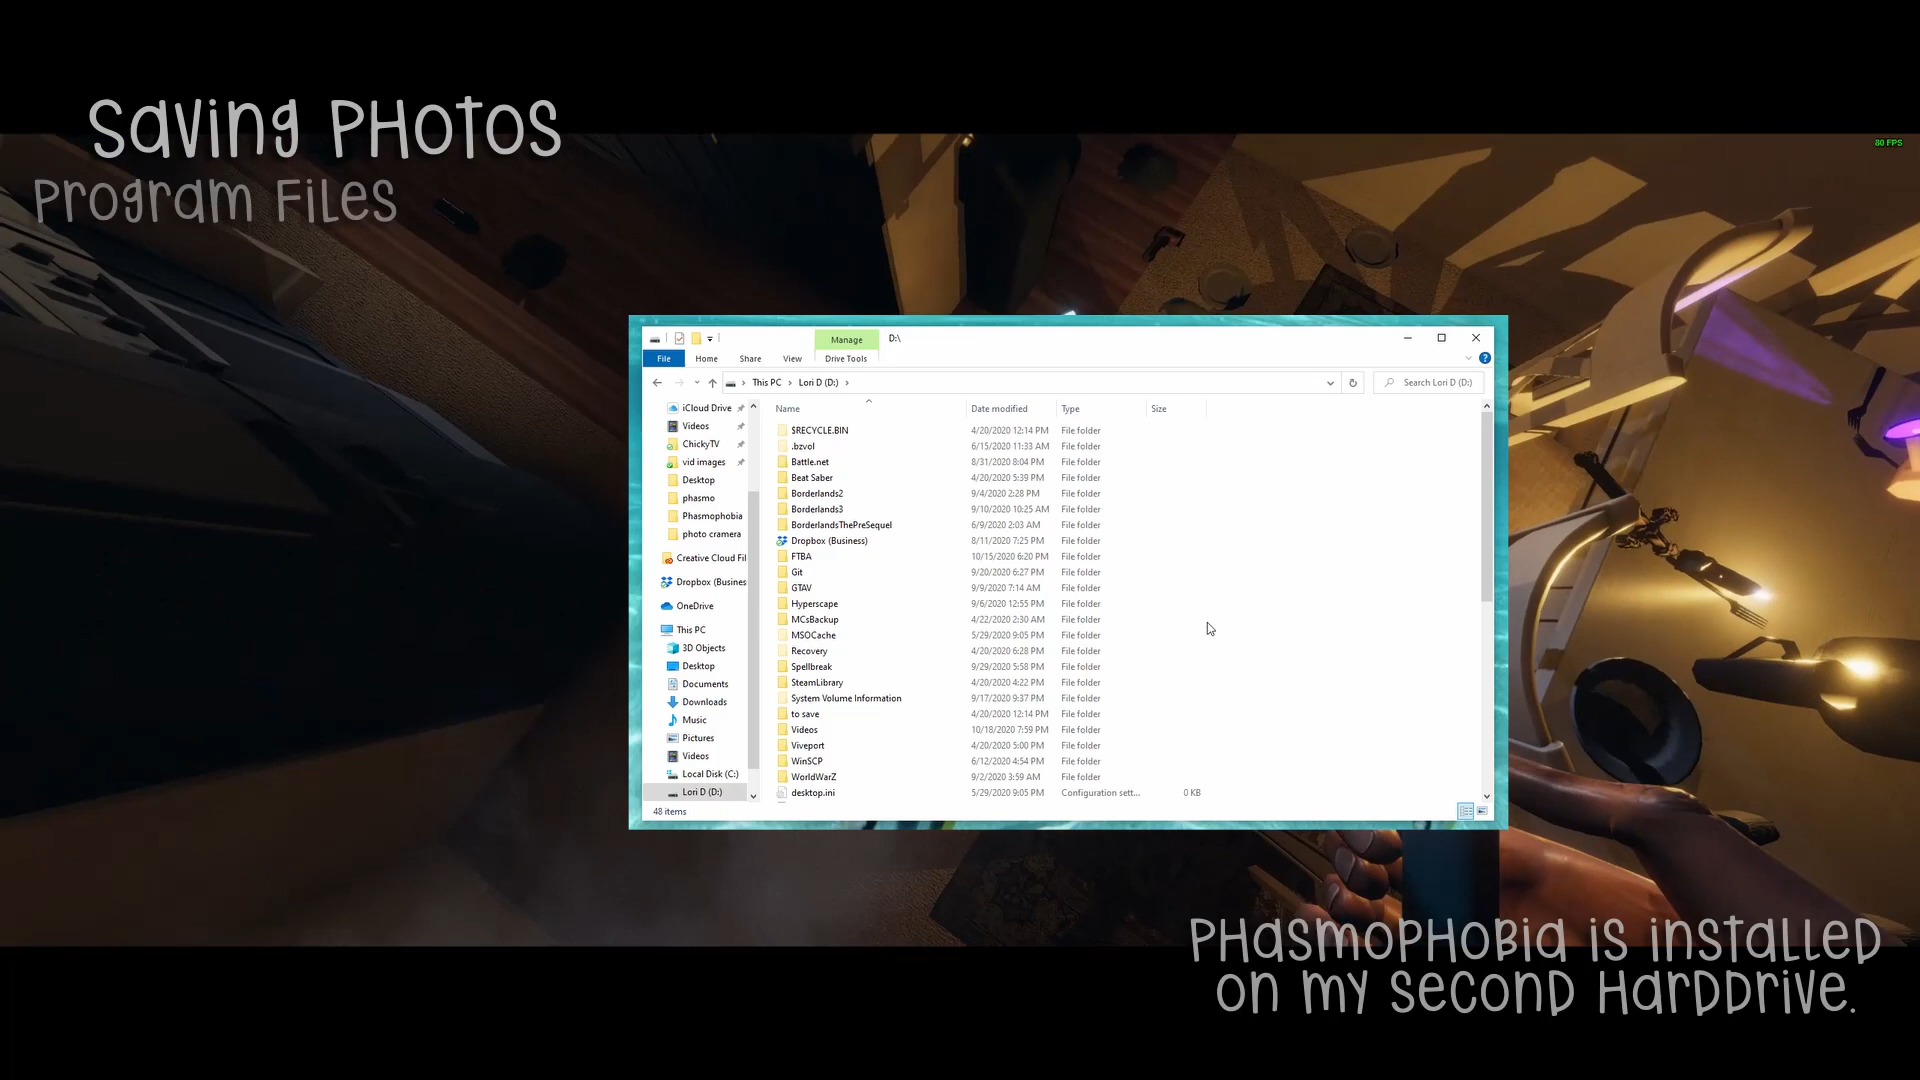 Saving Photos
Program Files
80 FPS
Manage D:\
File Home Share View Drive Tools
This PC Lori D (D:) Search Lori D (D:)
Name Date modified Type Size
iCloud Drive
Videos
ChickyTV
vid images
Desktop
phasmo
Phasmophobia
photo cramera
Creative Cloud Fil
Dropbox (Busines
OneDrive
This PC
3D Objects
Desktop
Documents
Downloads
Music
Pictures
Videos
Local Disk (C:)
Lori D (D:)
$RECYCLE.BIN 4/20/2020 12:14 PM File folder
.bzvol 6/15/2020 11:33 AM File folder
Battle.net 8/31/2020 8:04 PM File folder
Beat Saber 4/20/2020 5:39 PM File folder
Borderlands2 9/4/2020 2:28 PM File folder
Borderlands3 9/10/2020 10:25 AM File folder
BorderlandsThePreSequel 6/9/2020 2:03 AM File folder
Dropbox (Business) 8/11/2020 7:25 PM File folder
FTBA 10/15/2020 6:20 PM File folder
Git 9/20/2020 6:27 PM File folder
GTAV 9/9/2020 7:14 AM File folder
Hyperscape 9/6/2020 12:55 PM File folder
MCsBackup 4/22/2020 2:30 AM File folder
MSOCache 5/29/2020 9:05 PM File folder
Recovery 4/20/2020 6:28 PM File folder
Spellbreak 9/29/2020 5:58 PM File folder
SteamLibrary 4/20/2020 4:22 PM File folder
System Volume Information 9/17/2020 9:37 PM File folder
to save 4/20/2020 12:14 PM File folder
Videos 10/18/2020 7:59 PM File folder
Viveport 4/20/2020 5:00 PM File folder
WinSCP 6/12/2020 4:54 PM File folder
WorldWarZ 9/2/2020 3:59 AM File folder
desktop.ini 5/29/2020 9:05 PM Configuration sett... 0 KB
48 items
Phasmophobia is installed
on my second harddrive.